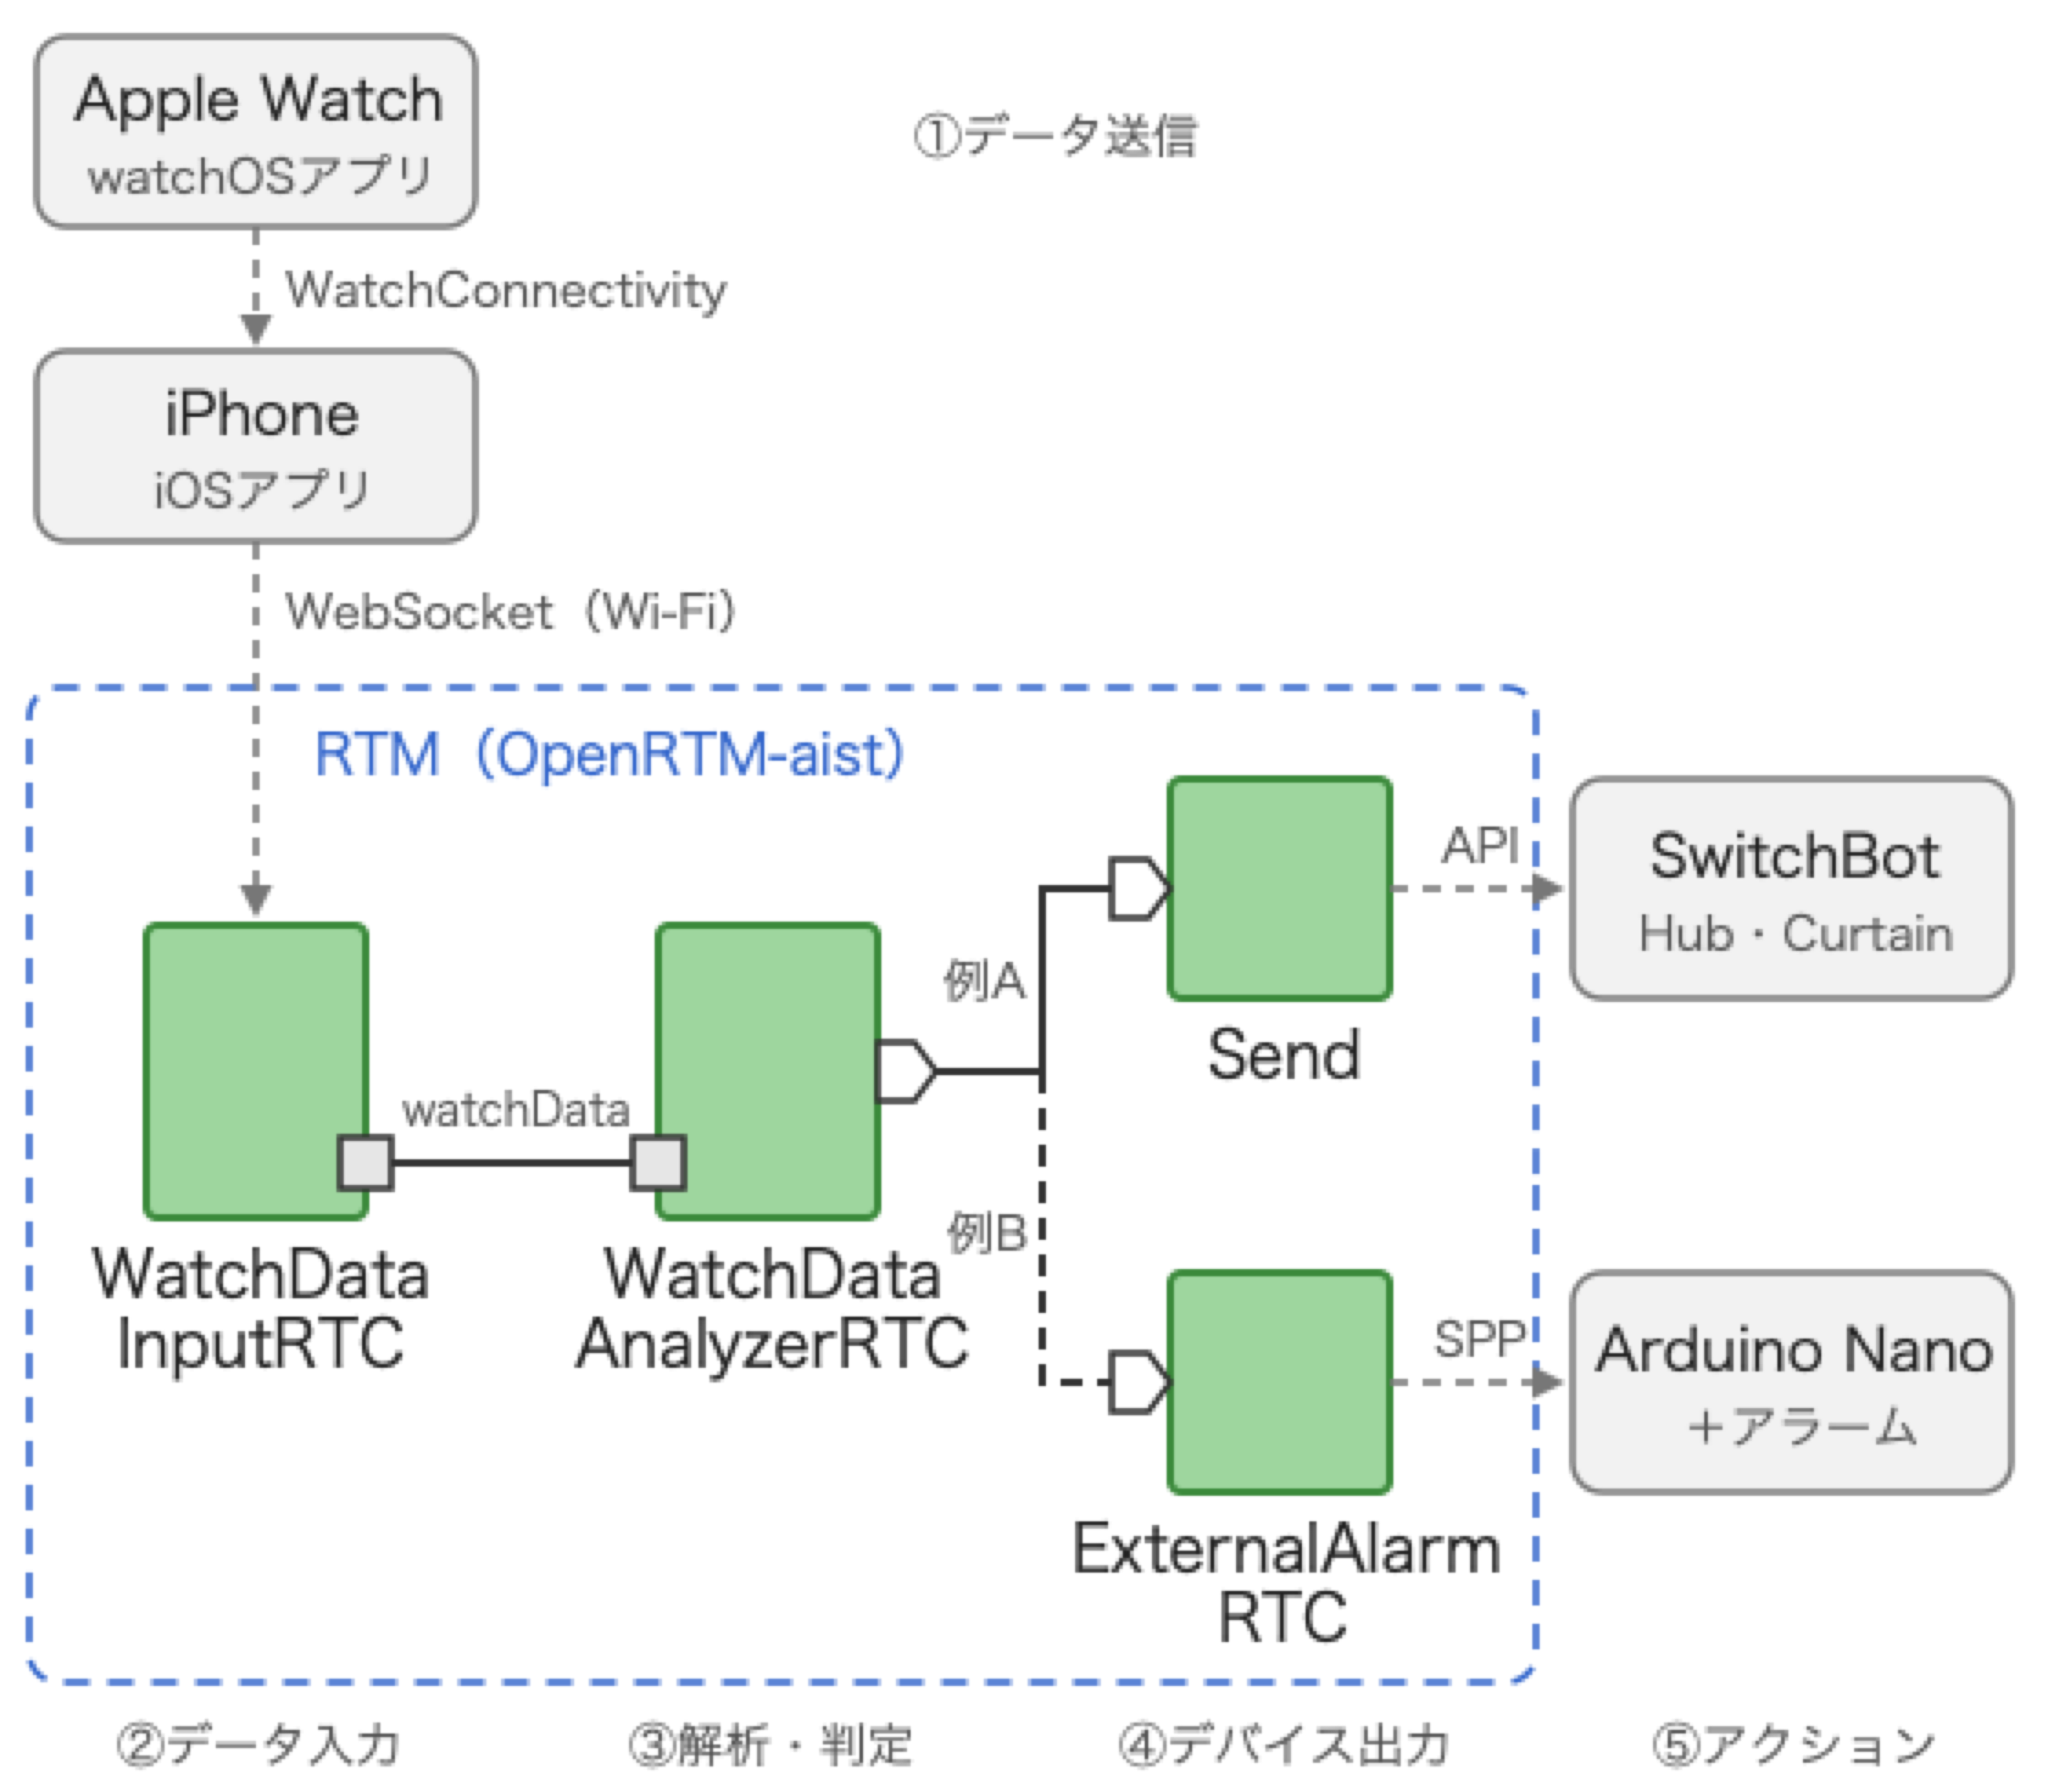 Apple Watch
watchOSアプリ
①データ送信
WatchConnectivity
iPhone
iOSアプリ
WebSocket（Wi-Fi）
RTM（OpenRTM-aist）
API
SwitchBot
Hub・Curtain
例A
Send
watchData
例B
WatchData
InputRTC
WatchData
AnalyzerRTC
SPP
Arduino Nano
＋アラーム
ExternalAlarm
RTC
②データ入力
③解析・判定
④デバイス出力
⑤アクション